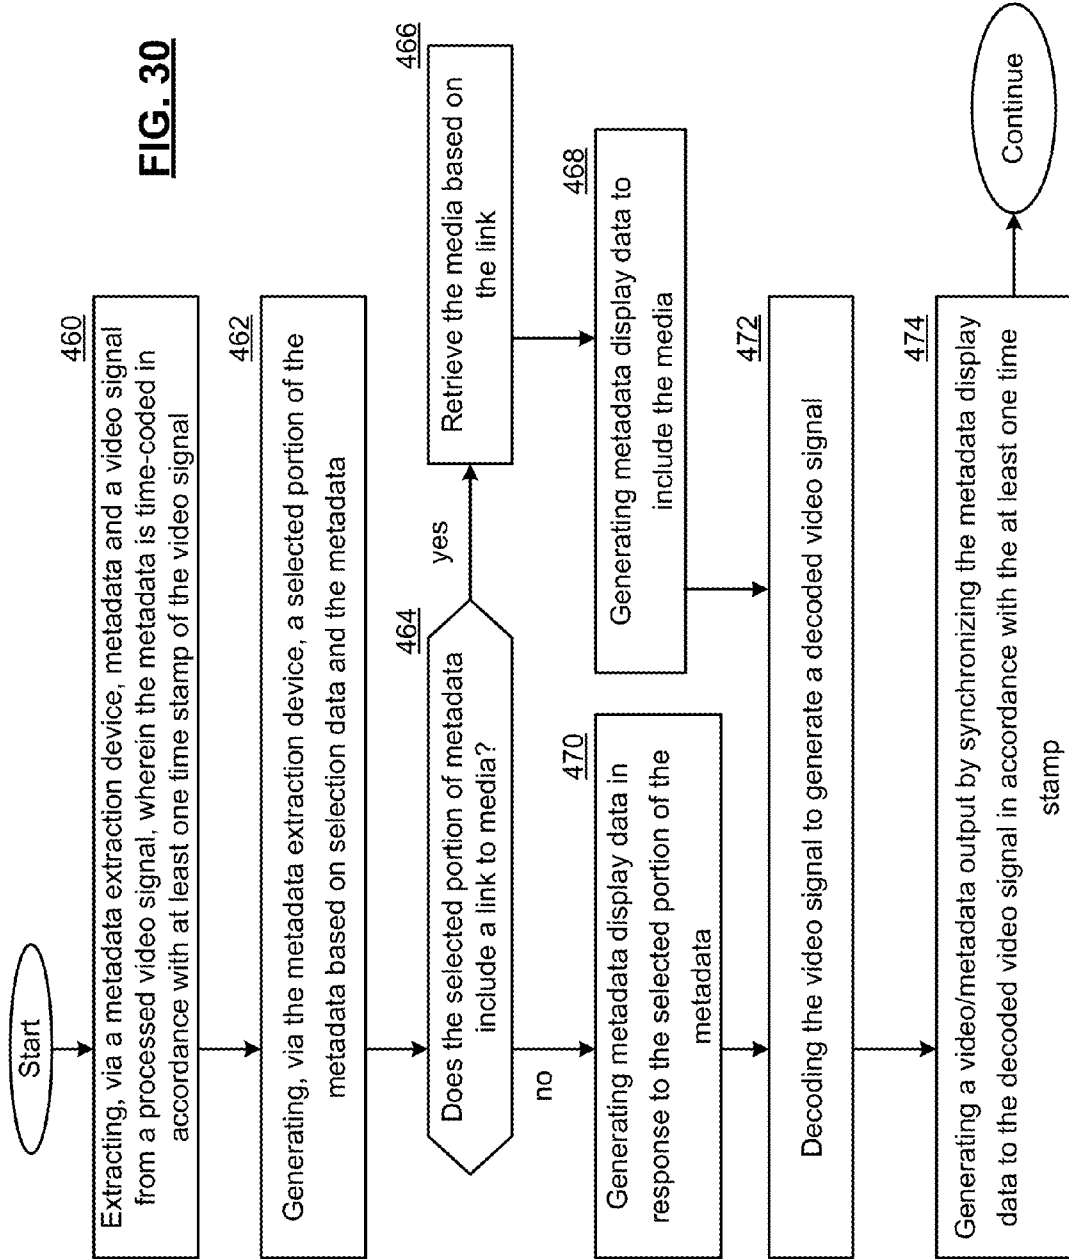 FIG. 30
Start
460
Extracting, via a metadata extraction device, metadata and a video signal
from a processed video signal, wherein the metadata is time-coded in
accordance with at least one time stamp of the video signal
462
Generating, via the metadata extraction device, a selected portion of the
metadata based on selection data and the metadata
464
Does the selected portion of metadata
include a link to media?
yes
466
Retrieve the media based on
the link
468
Generating metadata display data to
include the media
no
470
Generating metadata display data in
response to the selected portion of the
metadata
472
Decoding the video signal to generate a decoded video signal
474
Generating a video/metadata output by synchronizing the metadata display
data to the decoded video signal in accordance with the at least one time
stamp
Continue